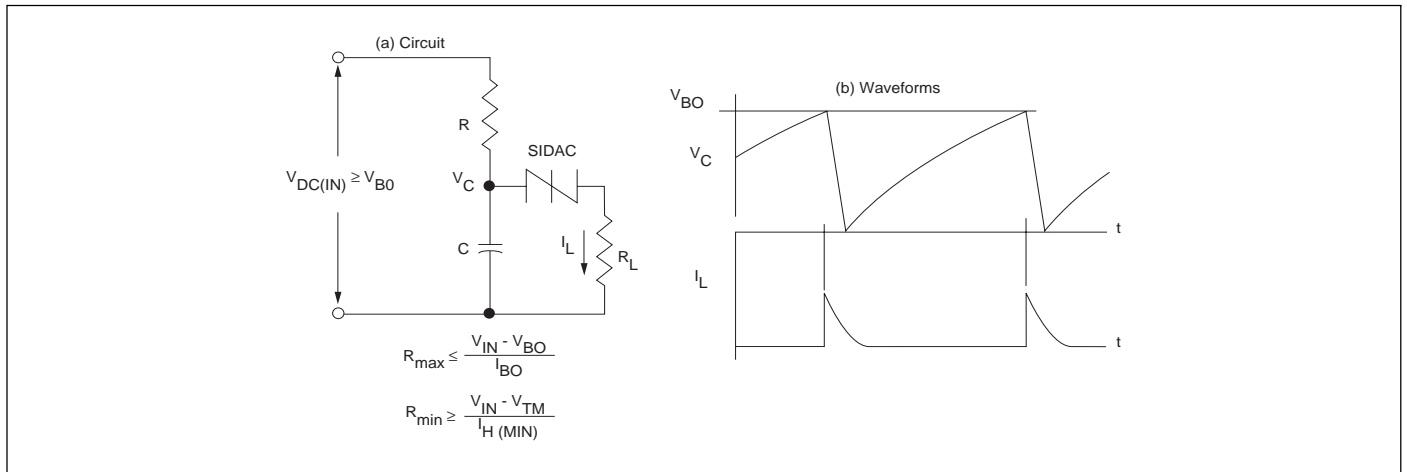 (a) Circuit
R
SIDAC
V_DC(IN) ≥ V_B0
V_C
C
I_L
R_L
R_max ≤ (V_IN - V_BO) / I_BO
R_min ≥ (V_IN - V_TM) / I_H (MIN)
(b) Waveforms
V_BO
V_C
t
I_L
t